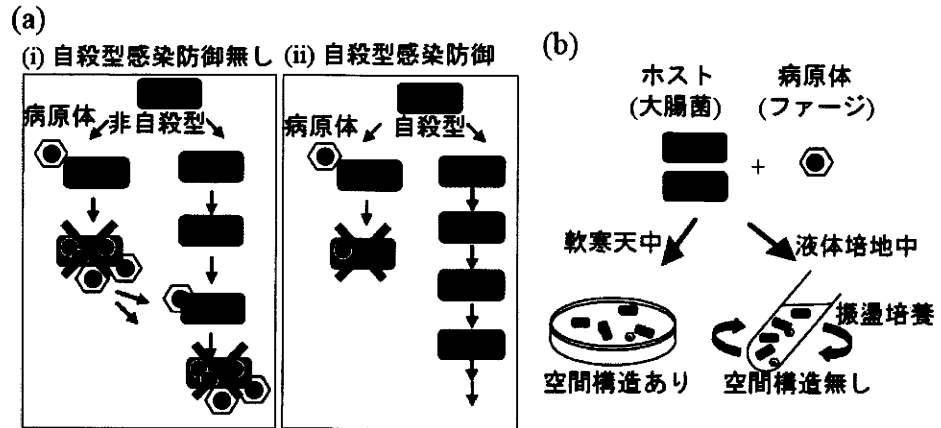 (a)
(i) 自殺型感染防御無し
病原体
非自殺型
(ii) 自殺型感染防御
病原体
自殺型
(b)
ホスト
(大腸菌)
病原体
(ファージ)
+
軟寒天中
液体培地中
振盪培養
空間構造あり
空間構造無し